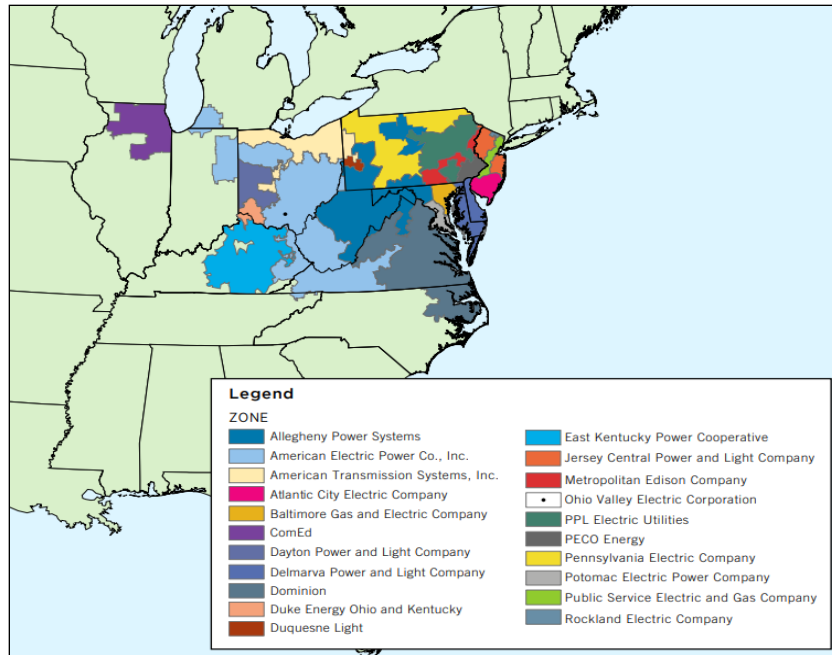 Legend
ZONE
Allegheny Power Systems
American Electric Power Co., Inc.
American Transmission Systems, Inc.
Atlantic City Electric Company
Baltimore Gas and Electric Company
ComEd
Dayton Power and Light Company
Delmarva Power and Light Company
Dominion
Duke Energy Ohio and Kentucky
Duquesne Light
East Kentucky Power Cooperative
Jersey Central Power and Light Company
Metropolitan Edison Company
Ohio Valley Electric Corporation
PPL Electric Utilities
PECO Energy
Pennsylvania Electric Company
Potomac Electric Power Company
Public Service Electric and Gas Company
Rockland Electric Company